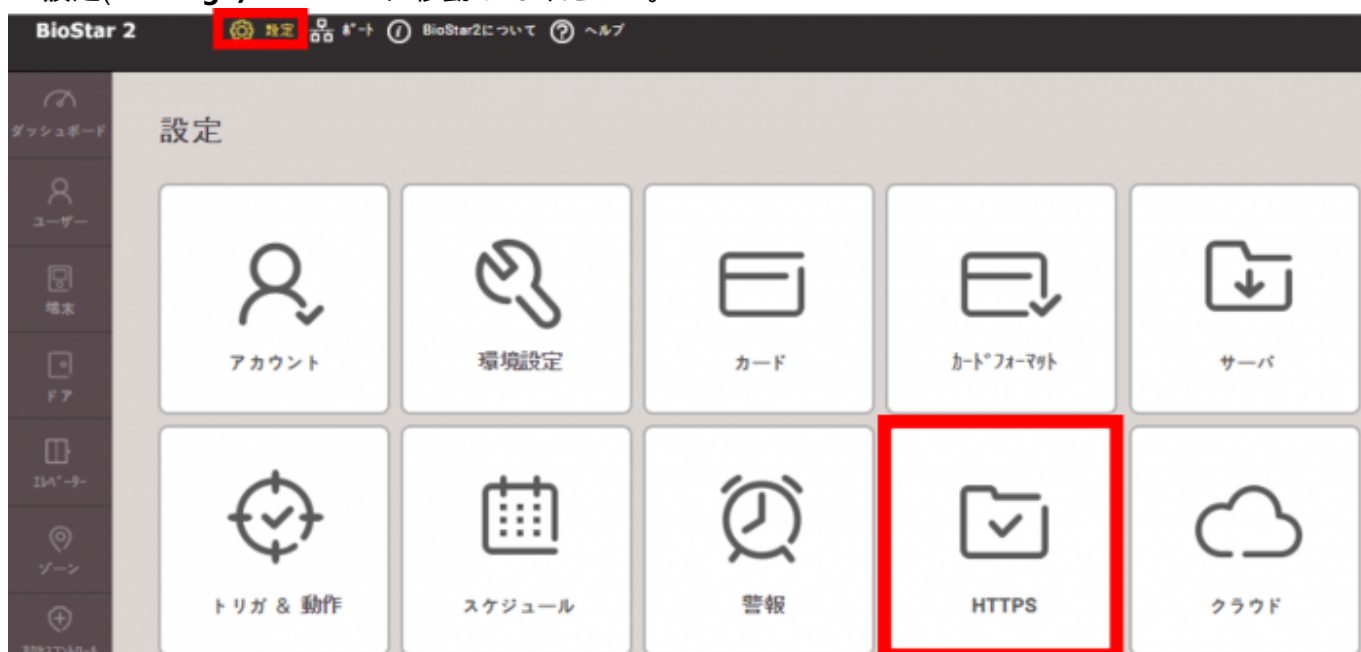 BioStar 2 設定 ポート BioStar2について ヘルプ
ダッシュボード
設定
ユーザー
端末
ドア
エレベーター
ゾーン
アカウント
環境設定
カード
カードフォーマット
サーバ
トリガ & 動作
スケジュール
警報
HTTPS
クラウド